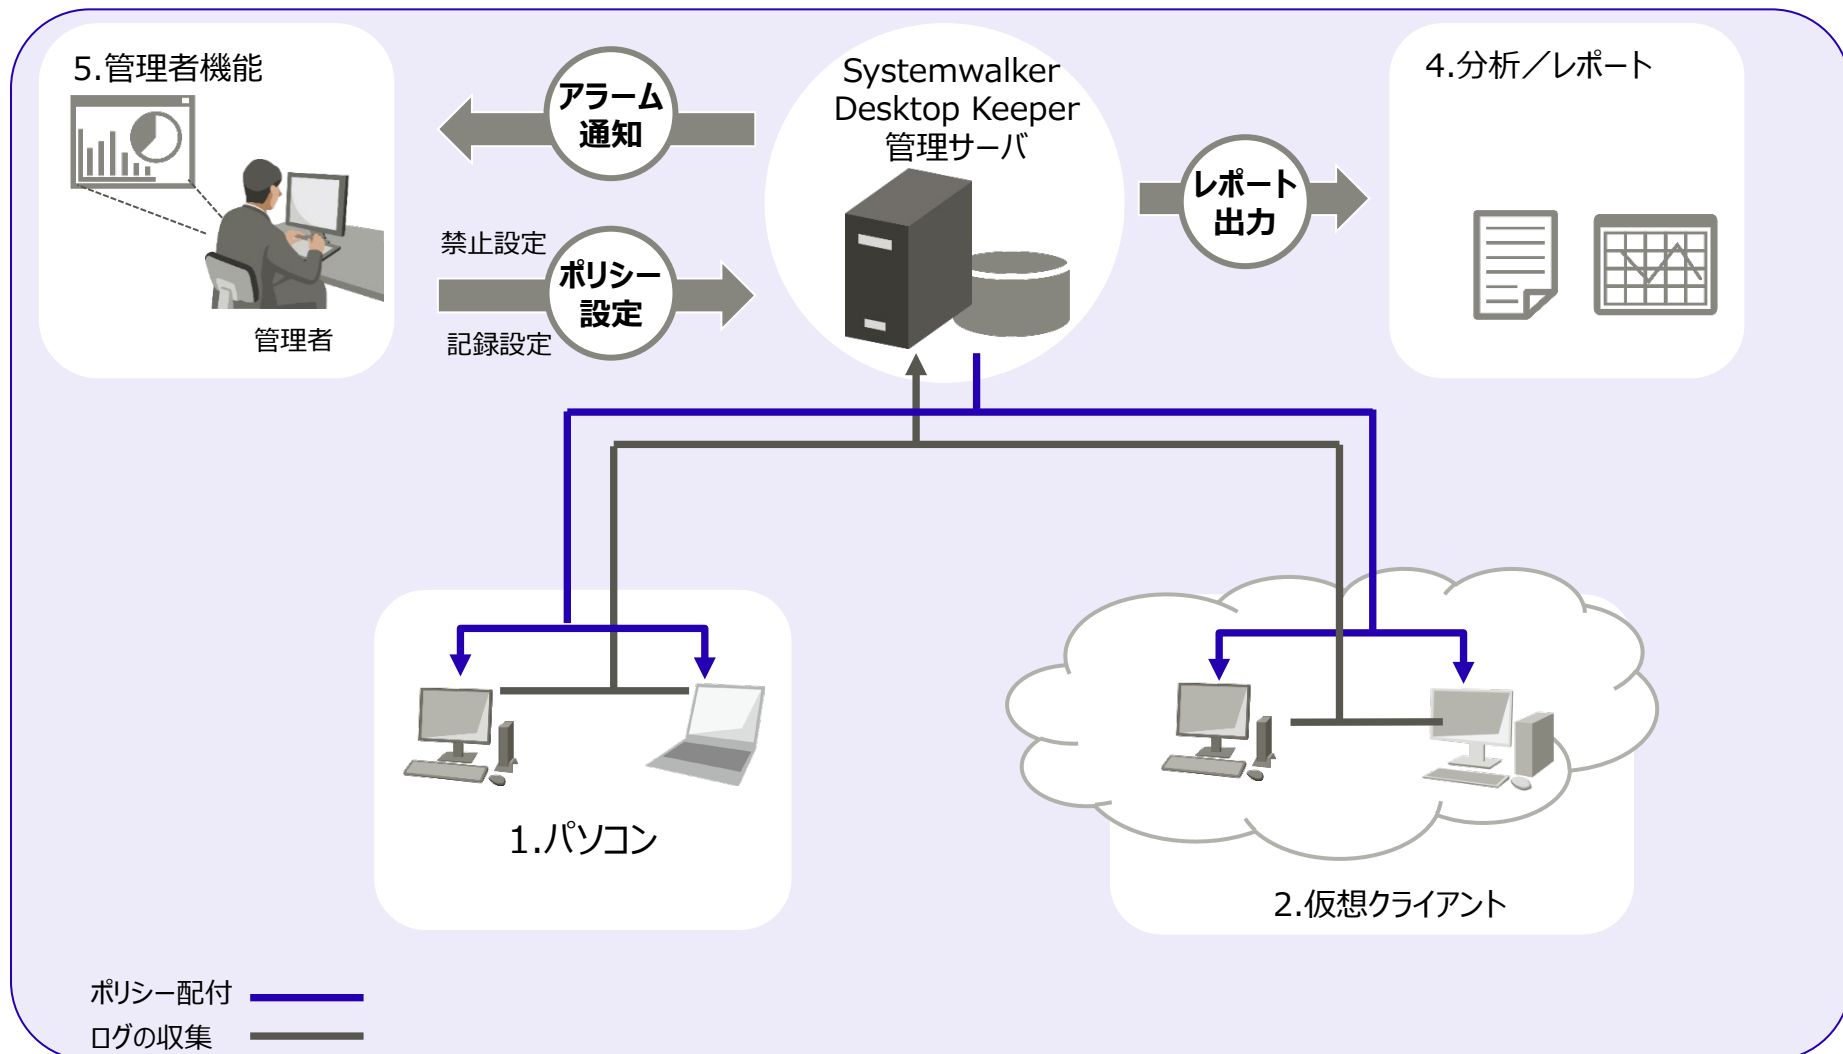 5.管理者機能
アラーム
通知
Systemwalker
Desktop Keeper
管理サーバ
4.分析／レポート
レポート
出力
禁止設定
ポリシー
設定
記録設定
管理者
1.パソコン
2.仮想クライアント
ポリシー配付
ログの収集